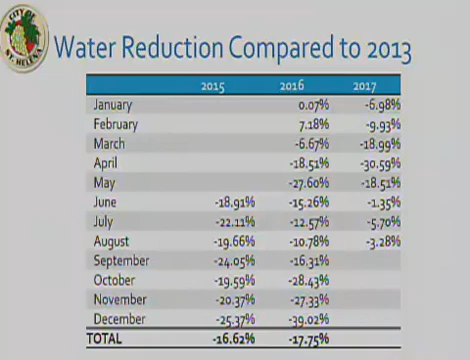 CITY OF
ST. HELENA
Water Reduction Compared to 2013
2015 2016 2017
January 0.07% -6.98%
February 7.18% -9.93%
March -6.67% -18.99%
April -18.51% -30.59%
May -27.60% -18.51%
June -18.91% -15.26% -1.35%
July -22.11% -12.57% -5.70%
August -19.66% -10.78% -3.28%
September -24.05% -16.31%
October -19.59% -28.43%
November -20.37% -27.33%
December -25.37% -39.02%
TOTAL -16.62% -17.75%